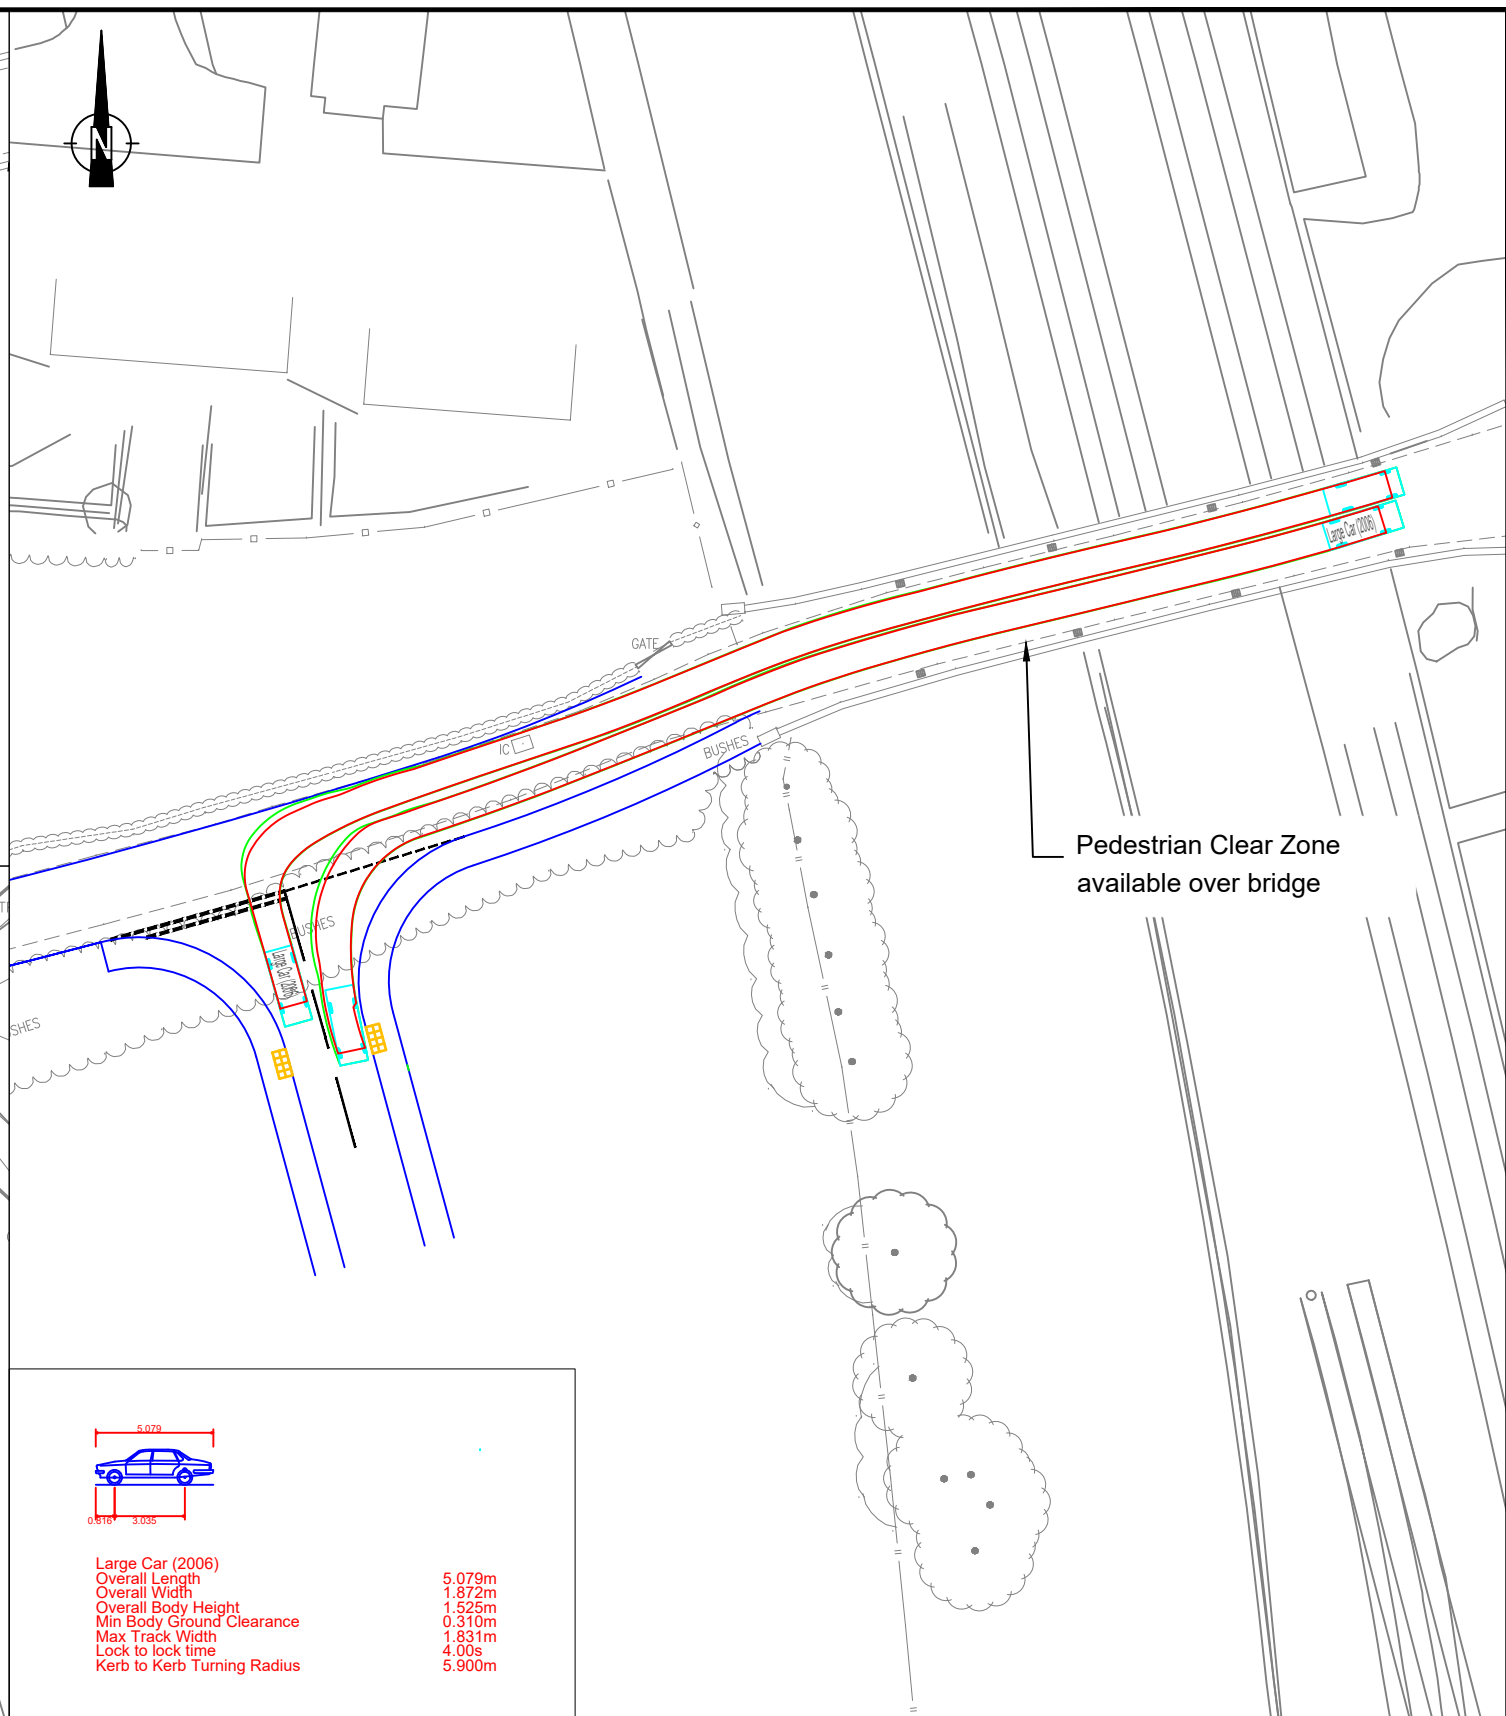 N
GATE
Large Car (2006)
IC
BUSHES
Pedestrian Clear Zone
available over bridge
BUSHES
Large Car (2006)
SHES
5.079
0.816 3.035
Large Car (2006)
Overall Length 5.079m
Overall Width 1.872m
Overall Body Height 1.525m
Min Body Ground Clearance 0.310m
Max Track Width 1.831m
Lock to lock time 4.00s
Kerb to Kerb Turning Radius 5.900m